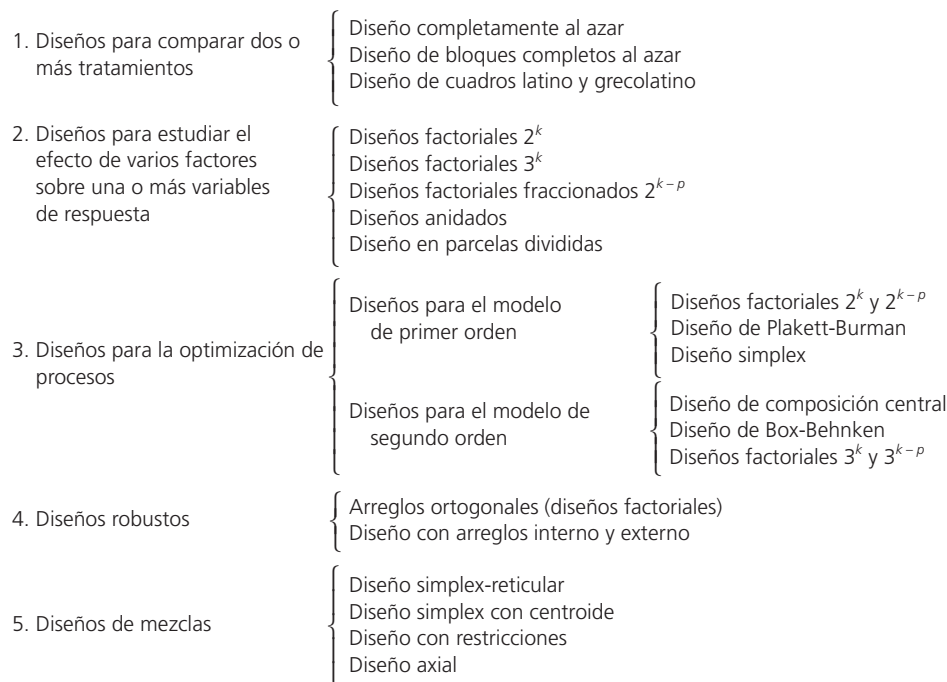 1. Diseños para comparar dos o
más tratamientos
Diseño completamente al azar
Diseño de bloques completos al azar
Diseño de cuadros latino y grecolatino
2. Diseños para estudiar el
efecto de varios factores
sobre una o más variables
de respuesta
Diseños factoriales 2^k
Diseños factoriales 3^k
Diseños factoriales fraccionados 2^{k – p}
Diseños anidados
Diseño en parcelas divididas
3. Diseños para la optimización de
procesos
Diseños para el modelo
de primer orden
Diseños factoriales 2^k y 2^{k – p}
Diseño de Plakett-Burman
Diseño simplex
Diseños para el modelo de
segundo orden
Diseño de composición central
Diseño de Box-Behnken
Diseños factoriales 3^k y 3^{k – p}
4. Diseños robustos
Arreglos ortogonales (diseños factoriales)
Diseño con arreglos interno y externo
5. Diseños de mezclas
Diseño simplex-reticular
Diseño simplex con centroide
Diseño con restricciones
Diseño axial